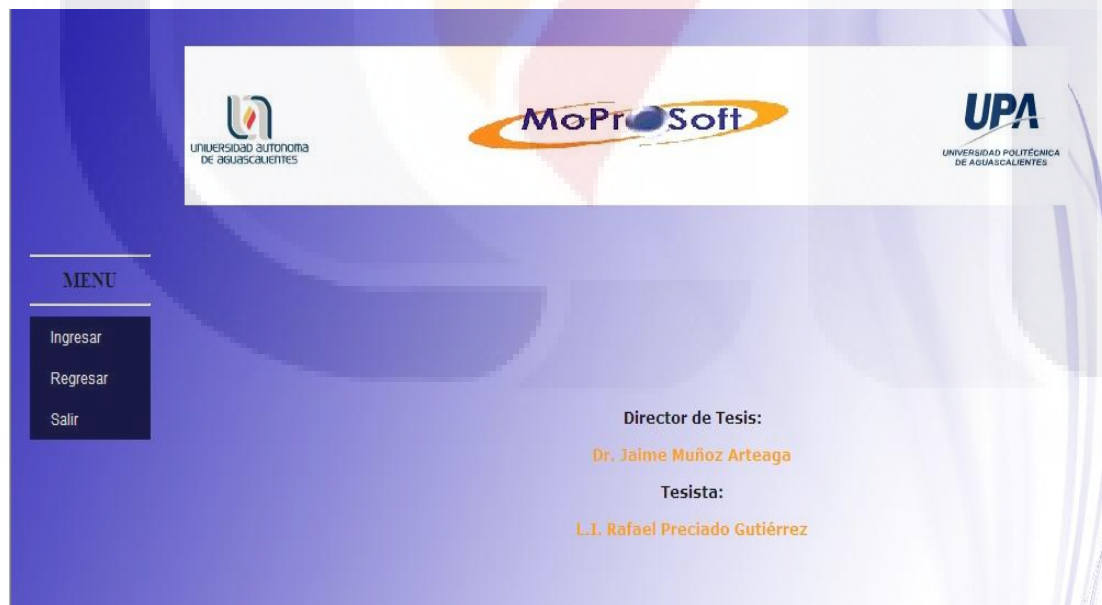 UNIVERSIDAD AUTONOMA
DE AGUASCALIENTES
MoProSoft
UPA
UNIVERSIDAD POLITÉCNICA
DE AGUASCALIENTES
MENU
Ingresar
Regresar
Salir
Director de Tesis:
Dr. Jaime Muñoz Arteaga
Tesista:
L.I. Rafael Preciado Gutiérrez